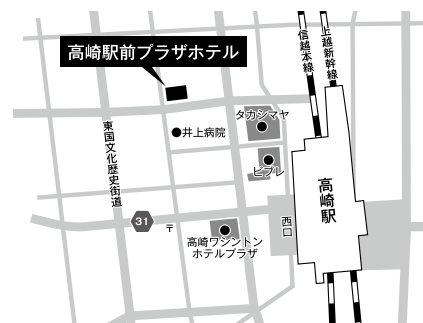 高崎駅前プラザホテル
信越本線
上越新幹線
タカシマヤ
井上病院
東国文化歴史街道
ビブレ
高崎駅
31
〒
西口
高崎ワシントン
ホテルプラザ